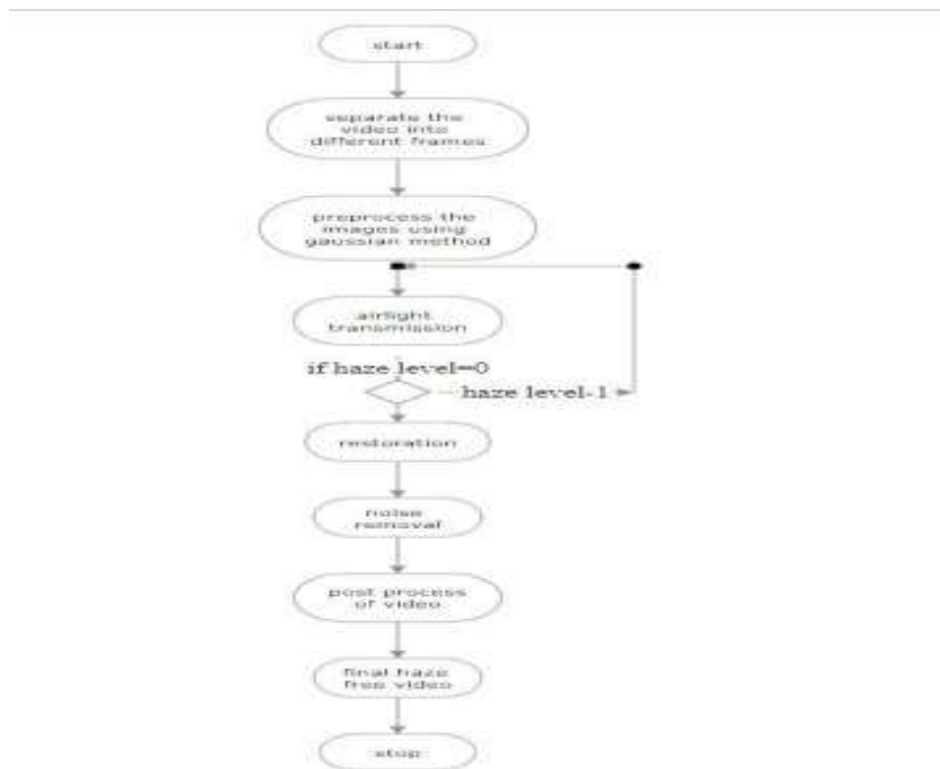 start
separate the
video into
different frames
preprocess the
images using
gaussian method
airlight
transmission
if haze level=0
haze level-1
restoration
noise
removal
post process
of video
final haze
free video
stop